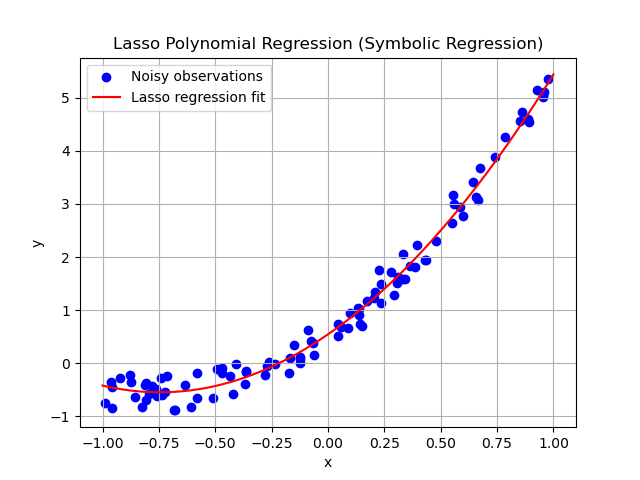 Lasso Polynomial Regression (Symbolic Regression)
Noisy observations
Lasso regression fit
5
4
3
2
1
0
−1
y
−1.00 −0.75 −0.50 −0.25 0.00 0.25 0.50 0.75 1.00
x